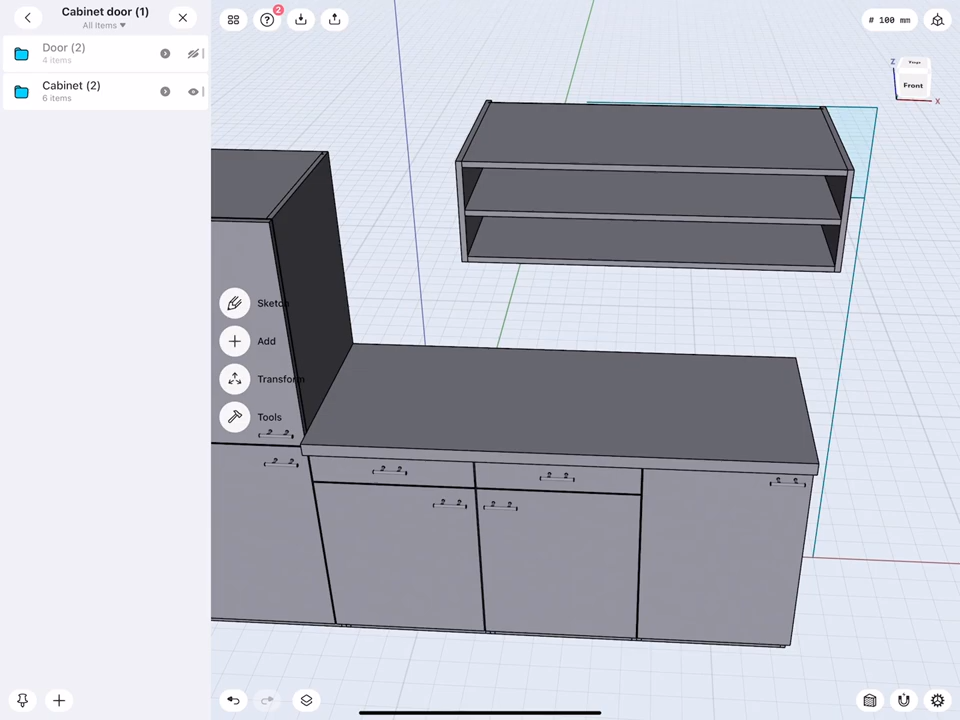 Cabinet door (1)
All Items ▼
Door (2)
4 items
Cabinet (2)
6 items
2
# 100 mm
Z
Front
X
Sketch
Add
Transform
Tools